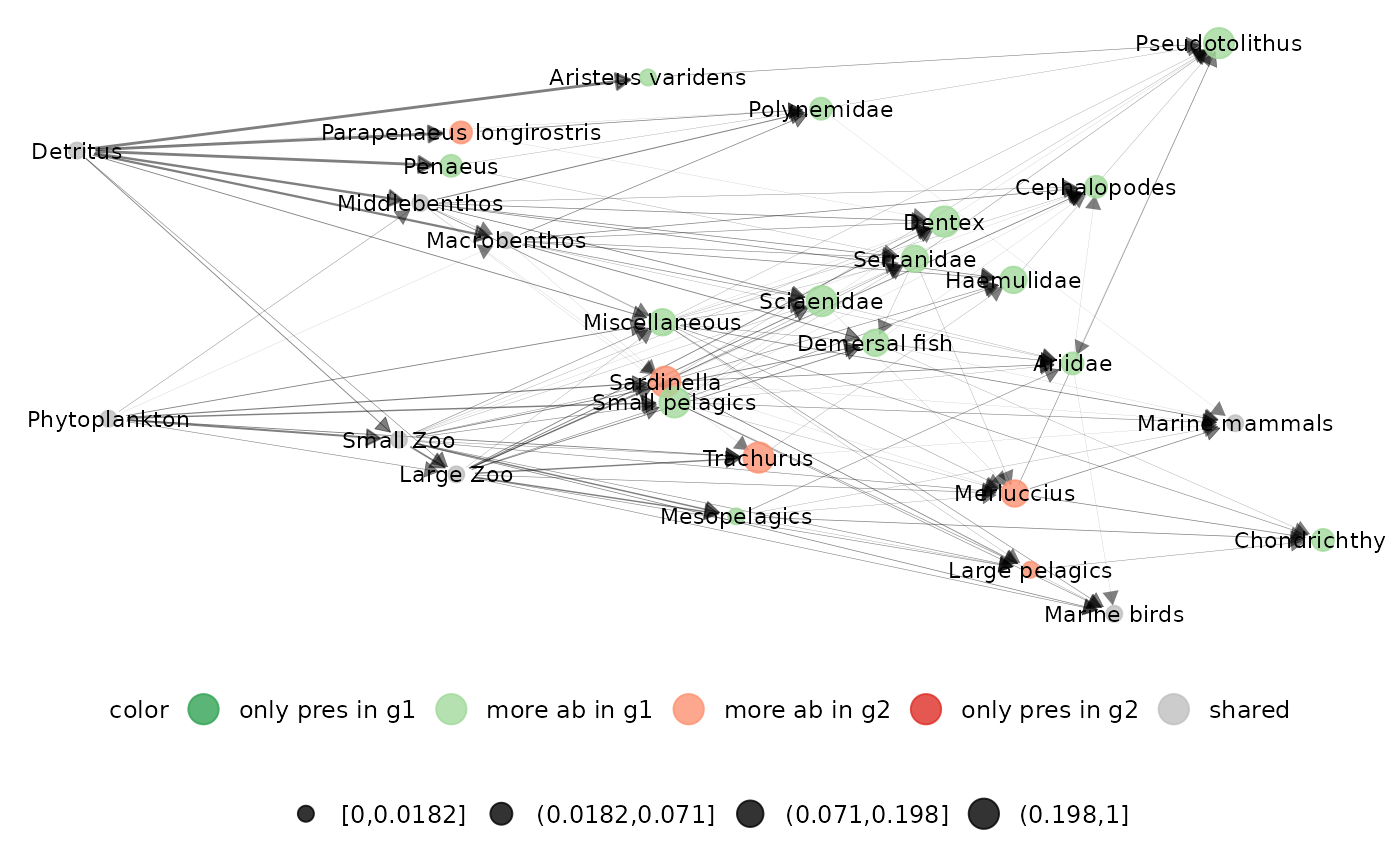 Pseudotolithus
Aristeus varidens
Polynemidae
Parapenaeus longirostris
Detritus
Penaeus
Cephalopodes
Middlebenthos
Dentex
Macrobenthos
Serranidae
Haemulidae
Sciaenidae
Miscellaneous
Demersal fish
Ariidae
Sardinella
Small pelagics
Phytoplankton
Marine mammals
Small Zoo
Trachurus
Large Zoo
Merluccius
Mesopelagics
Chondrichthy
Large pelagics
Marine birds
color only pres in g1 more ab in g1 more ab in g2 only pres in g2 shared
[0,0.0182] (0.0182,0.071] (0.071,0.198] (0.198,1]